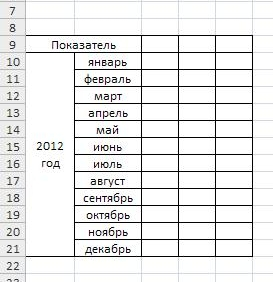 7
8
9 Показатель
10 январь
11 февраль
12 март
13 апрель
14 май
15 2012 июнь
16 год июль
17 август
18 сентябрь
19 октябрь
20 ноябрь
21 декабрь
22
23